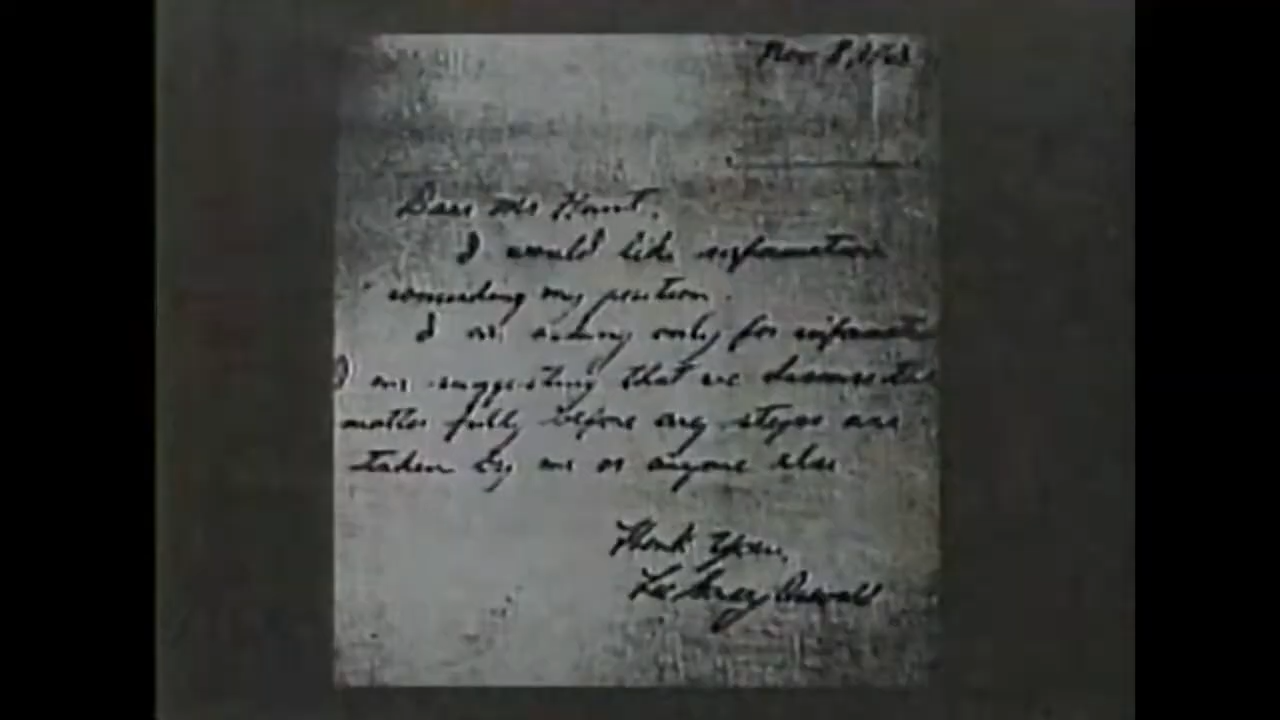 Nov. 8, 1963
Dear Mr Hunt,
I would like information
concerding my position.
I am asking only for informati
I am suggesting that we discuss the
matter fully before any steps are
taken by me or anyone else
Thank You,
Lee Harvey Oswald